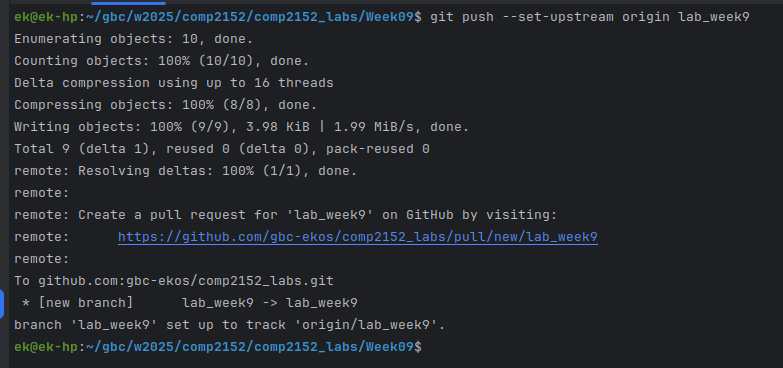 ek@ek-hp:~/gbc/w2025/comp2152/comp2152_labs/Week09$ git push --set-upstream origin lab_week9
Enumerating objects: 10, done.
Counting objects: 100% (10/10), done.
Delta compression using up to 16 threads
Compressing objects: 100% (8/8), done.
Writing objects: 100% (9/9), 3.98 KiB | 1.99 MiB/s, done.
Total 9 (delta 1), reused 0 (delta 0), pack-reused 0
remote: Resolving deltas: 100% (1/1), done.
remote:
remote: Create a pull request for 'lab_week9' on GitHub by visiting:
remote:      https://github.com/gbc-ekos/comp2152_labs/pull/new/lab_week9
remote:
To github.com:gbc-ekos/comp2152_labs.git
 * [new branch]      lab_week9 -> lab_week9
branch 'lab_week9' set up to track 'origin/lab_week9'.
ek@ek-hp:~/gbc/w2025/comp2152/comp2152_labs/Week09$